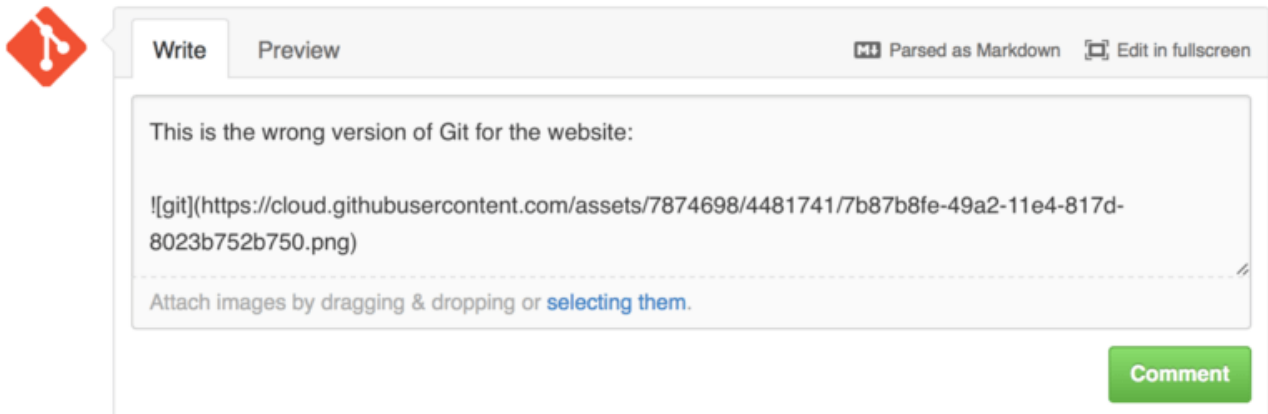 Write Preview Parsed as Markdown Edit in fullscreen
This is the wrong version of Git for the website:
![git](https://cloud.githubusercontent.com/assets/7874698/4481741/7b87b8fe-49a2-11e4-817d-
8023b752b750.png)
Attach images by dragging & dropping or selecting them.
Comment